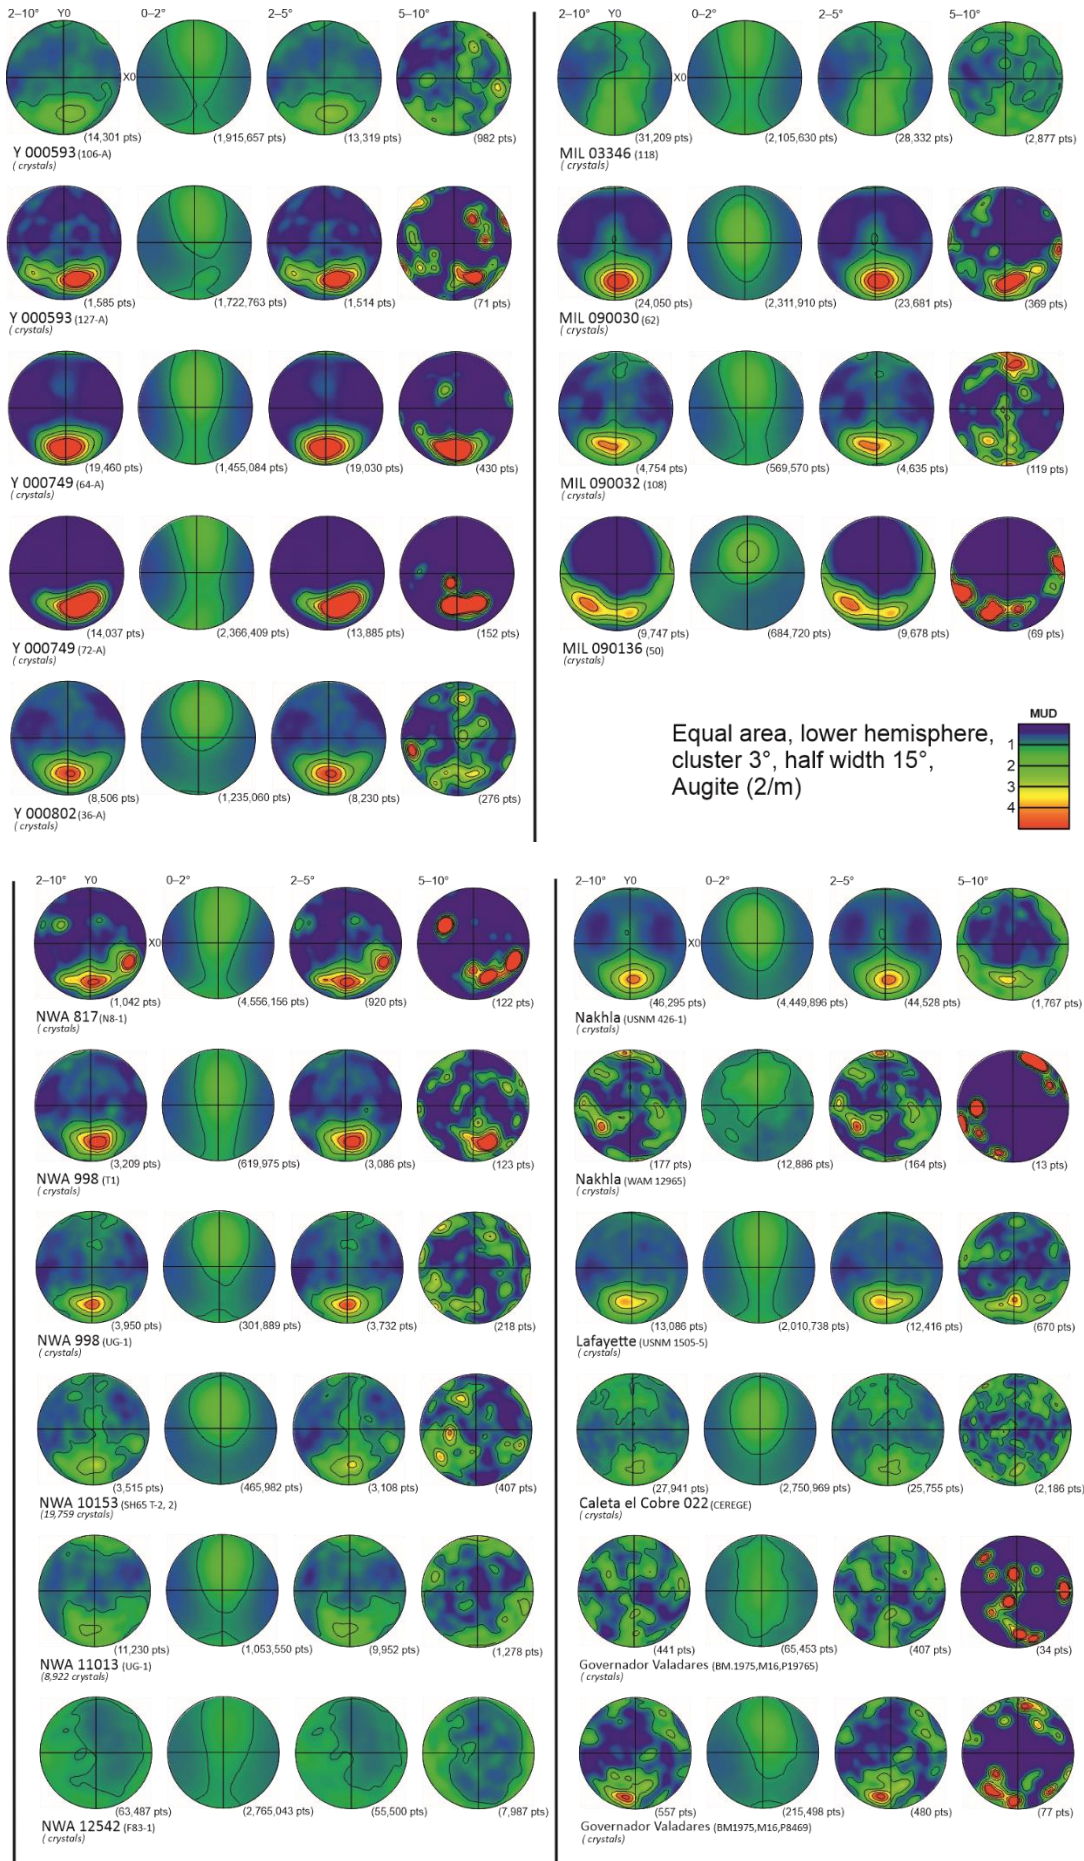 2–10° Y0 0–2° 2–5° 5–10°
X0
(14,301 pts) (1,915,657 pts) (13,319 pts) (982 pts)
Y 000593 (106-A)
( crystals)
(1,585 pts) (1,722,763 pts) (1,514 pts) (71 pts)
Y 000593 (127-A)
( crystals)
(19,460 pts) (1,455,084 pts) (19,030 pts) (430 pts)
Y 000749 (64-A)
( crystals)
(14,037 pts) (2,366,409 pts) (13,885 pts) (152 pts)
Y 000749 (72-A)
( crystals)
(8,506 pts) (1,235,060 pts) (8,230 pts) (276 pts)
Y 000802 (36-A)
( crystals)
2–10° Y0 0–2° 2–5° 5–10°
X0
(31,209 pts) (2,105,630 pts) (28,332 pts) (2,877 pts)
MIL 03346 (118)
( crystals)
(24,050 pts) (2,311,910 pts) (23,681 pts) (369 pts)
MIL 090030 (62)
( crystals)
(4,754 pts) (569,570 pts) (4,635 pts) (119 pts)
MIL 090032 (108)
( crystals)
(9,747 pts) (684,720 pts) (9,678 pts) (69 pts)
MIL 090136 (50)
(crystals)
Equal area, lower hemisphere,
cluster 3°, half width 15°,
Augite (2/m)
MUD
1
2
3
4
2–10° Y0 0–2° 2–5° 5–10°
X0
(1,042 pts) (4,556,156 pts) (920 pts) (122 pts)
NWA 817 (N8-1)
( crystals)
(3,209 pts) (619,975 pts) (3,086 pts) (123 pts)
NWA 998 (T1)
( crystals)
(3,950 pts) (301,889 pts) (3,732 pts) (218 pts)
NWA 998 (UG-1)
( crystals)
(3,515 pts) (465,982 pts) (3,108 pts) (407 pts)
NWA 10153 (SH65 T-2, 2)
(19,759 crystals)
(11,230 pts) (1,053,550 pts) (9,952 pts) (1,278 pts)
NWA 11013 (UG-1)
(8,922 crystals)
(63,487 pts) (2,765,043 pts) (55,500 pts) (7,987 pts)
NWA 12542 (F83-1)
( crystals)
2–10° Y0 0–2° 2–5° 5–10°
X0
(46,295 pts) (4,449,896 pts) (44,528 pts) (1,767 pts)
Nakhla (USNM 426-1)
( crystals)
(177 pts) (12,886 pts) (164 pts) (13 pts)
Nakhla (WAM 12965)
( crystals)
(13,086 pts) (2,010,738 pts) (12,416 pts) (670 pts)
Lafayette (USNM 1505-5)
( crystals)
(27,941 pts) (2,750,969 pts) (25,755 pts) (2,186 pts)
Caleta el Cobre 022 (CEREGE)
( crystals)
(441 pts) (65,453 pts) (407 pts) (34 pts)
Governador Valadares (BM.1975,M16,P19765)
( crystals)
(557 pts) (215,498 pts) (480 pts) (77 pts)
Governador Valadares (BM1975,M16,P8469)
( crystals)